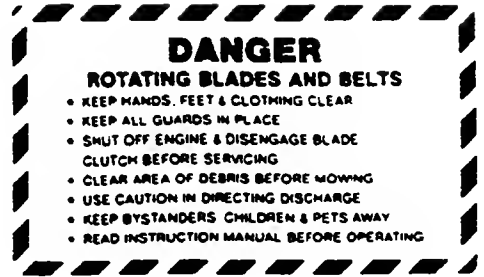 DANGER
ROTATING BLADES AND BELTS
• KEEP HANDS, FEET & CLOTHING CLEAR
• KEEP ALL GUARDS IN PLACE
• SHUT OFF ENGINE & DISENGAGE BLADE
CLUTCH BEFORE SERVICING
• CLEAR AREA OF DEBRIS BEFORE MOWING
• USE CAUTION IN DIRECTING DISCHARGE
• KEEP BYSTANDERS CHILDREN & PETS AWAY
• READ INSTRUCTION MANUAL BEFORE OPERATING